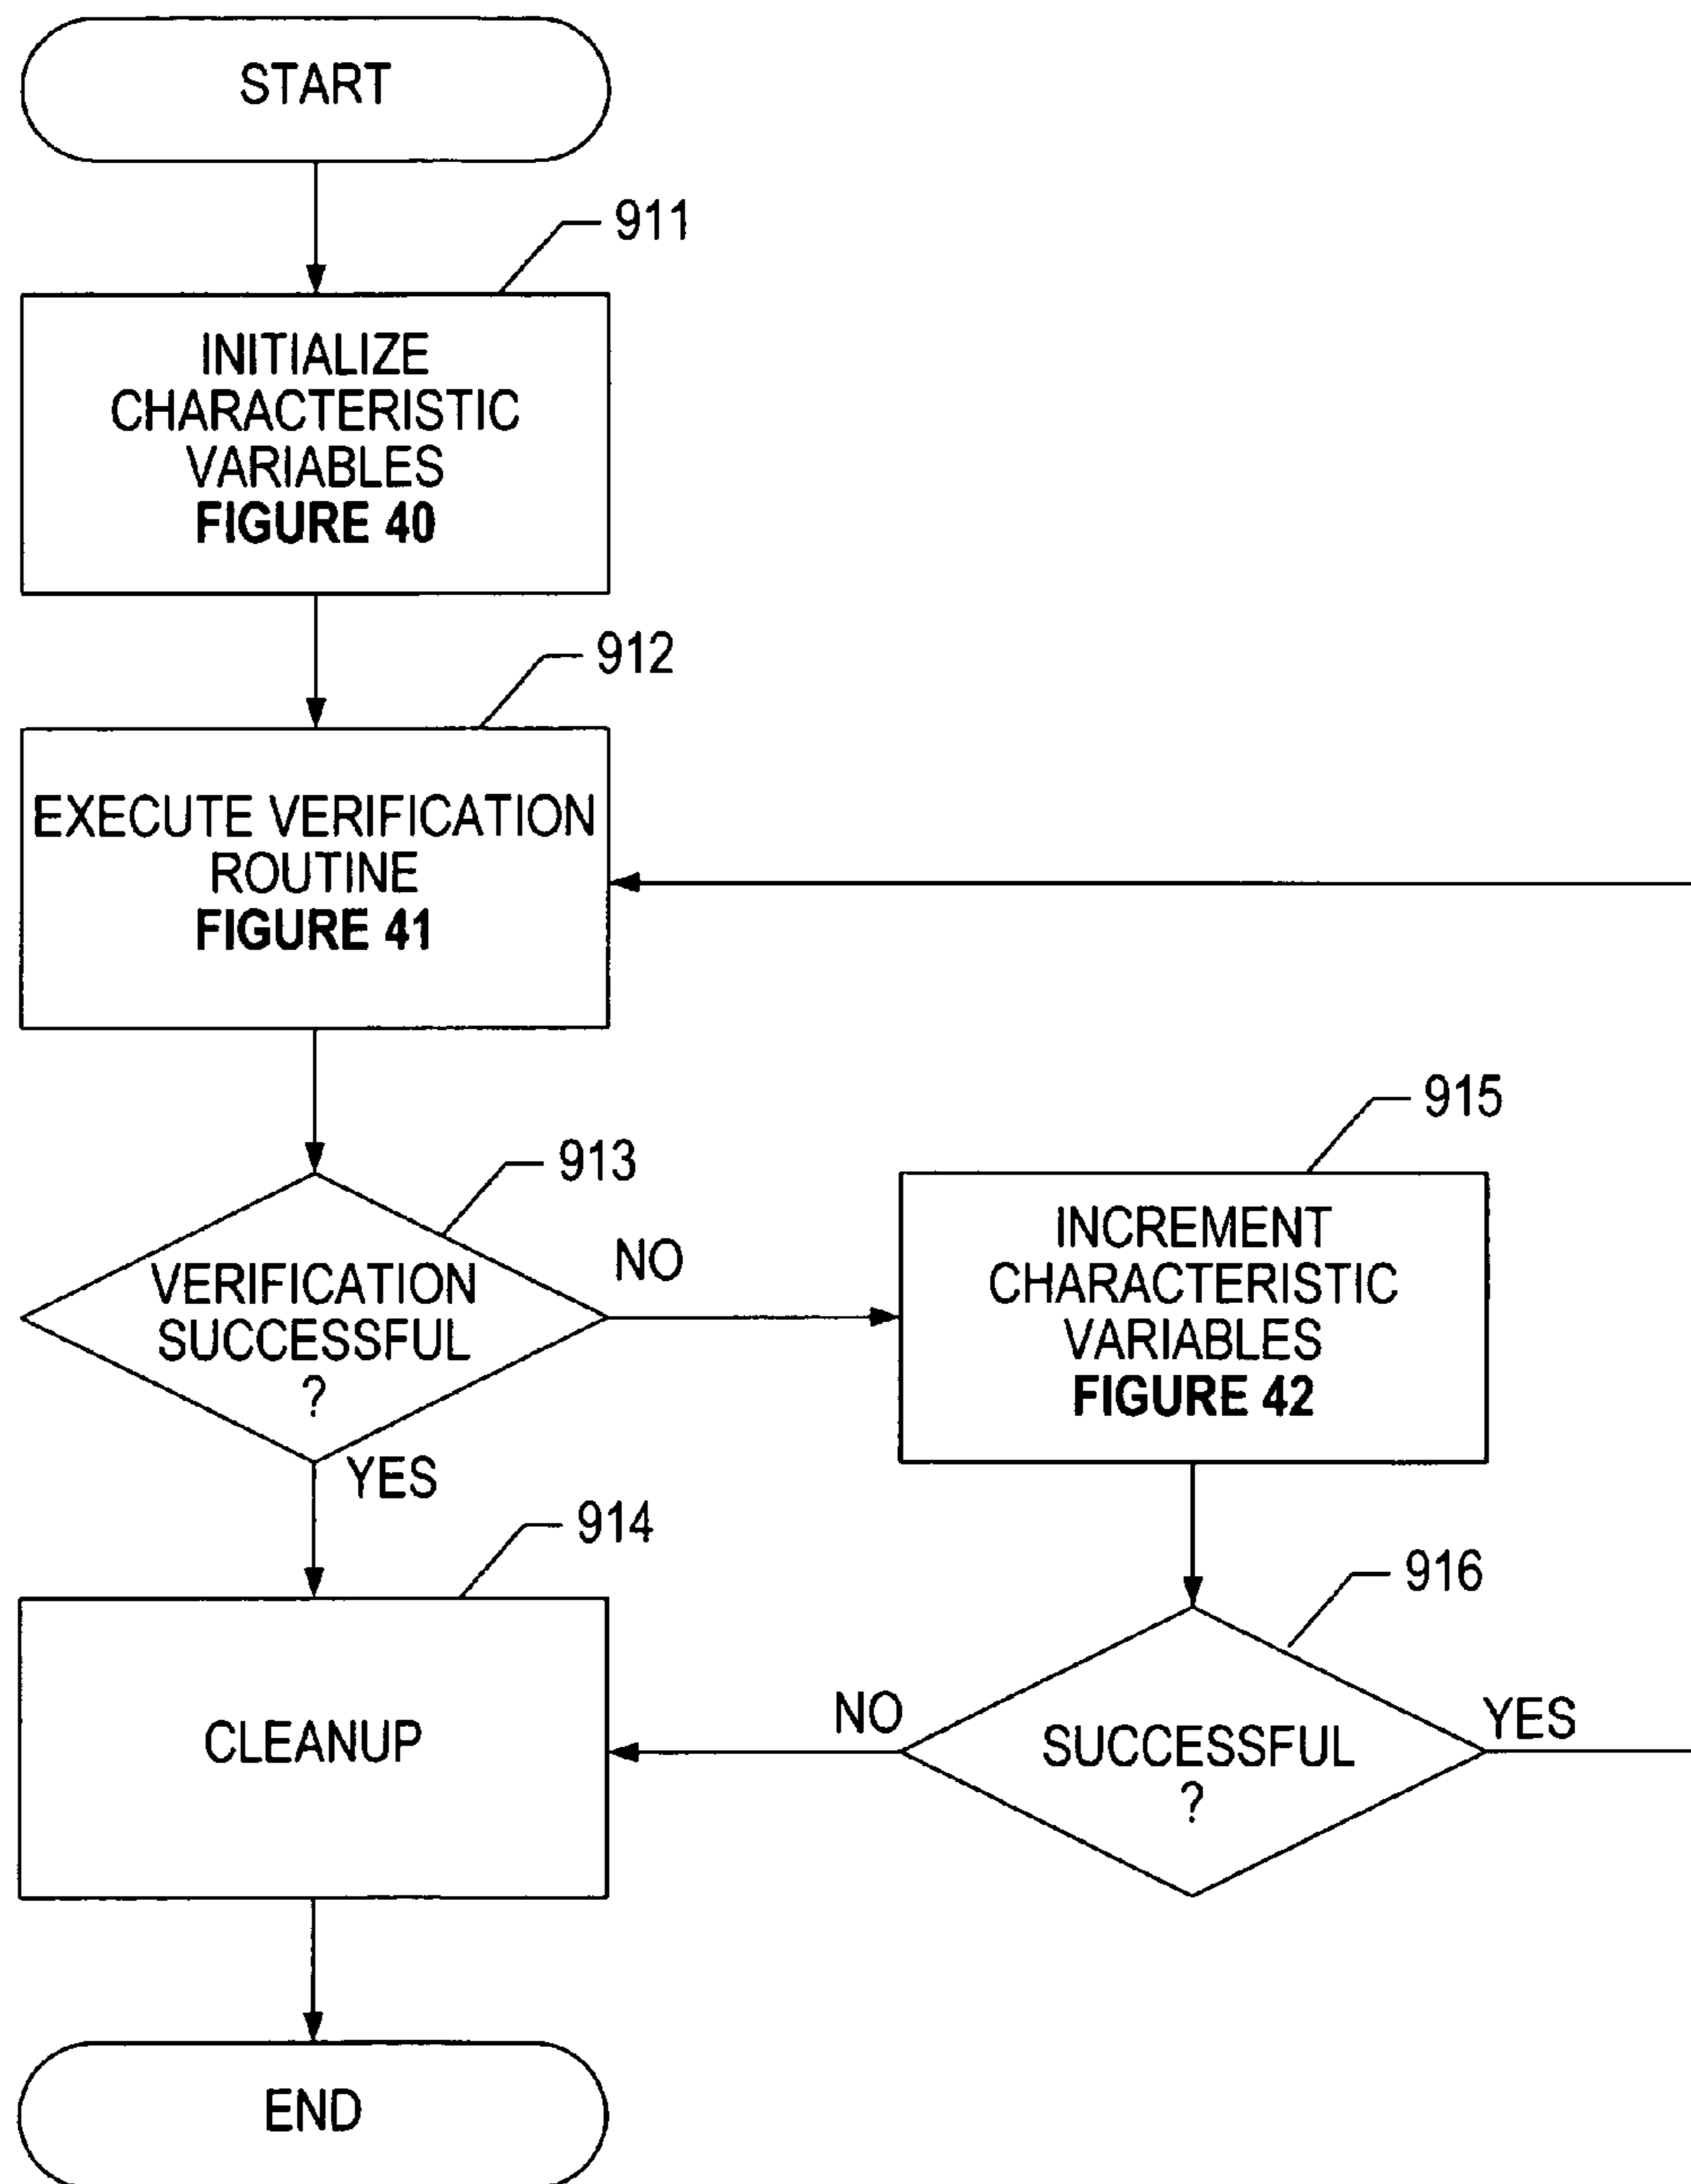 START
911
INITIALIZE
CHARACTERISTIC
VARIABLES
FIGURE 40
912
EXECUTE VERIFICATION
ROUTINE
FIGURE 41
913
VERIFICATION
SUCCESSFUL
?
NO
YES
915
INCREMENT
CHARACTERISTIC
VARIABLES
FIGURE 42
914
CLEANUP
916
SUCCESSFUL
?
NO
YES
END